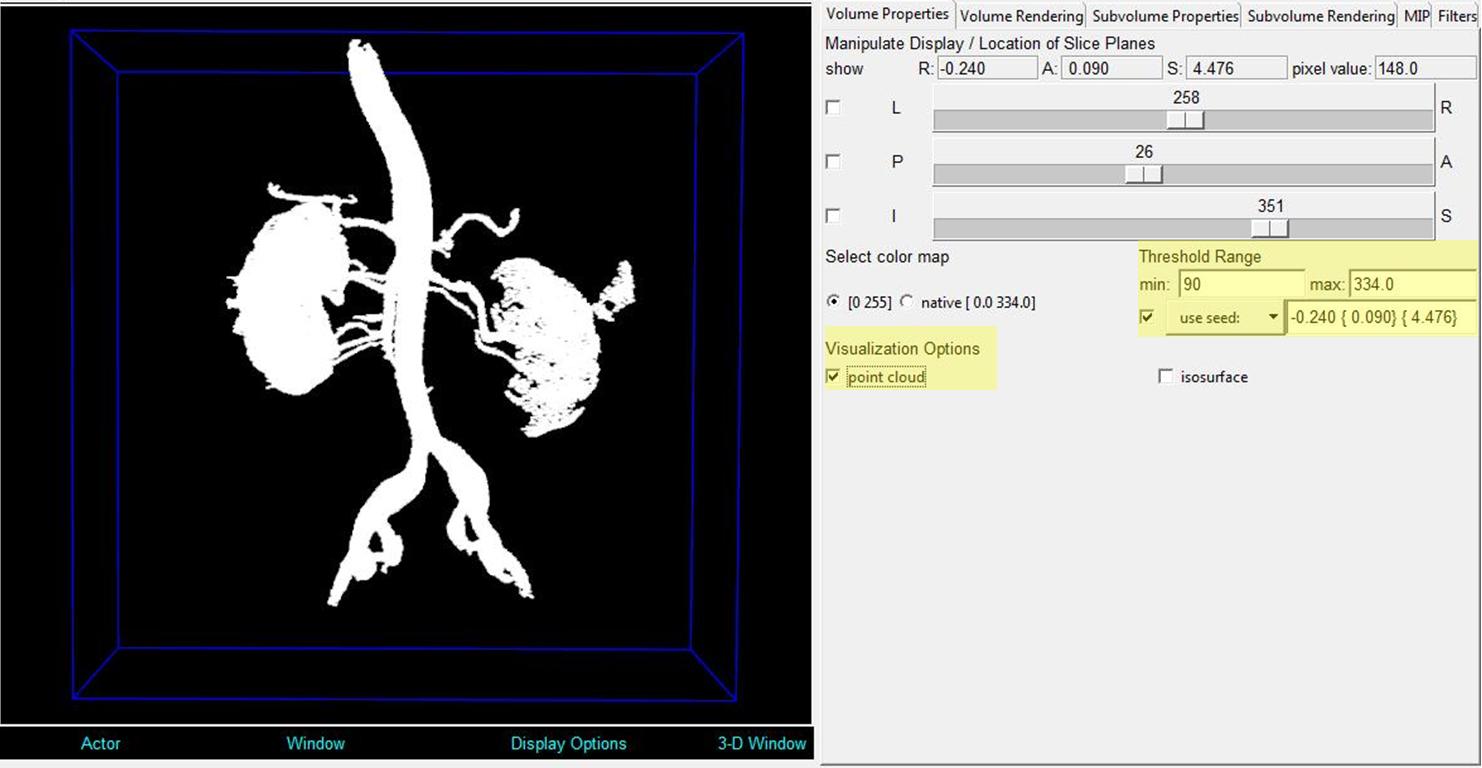 Volume Properties Volume Rendering Subvolume Properties Subvolume Rendering MIP Filters
Manipulate Display / Location of Slice Planes
show R: -0.240 A: 0.090 S: 4.476 pixel value: 148.0
258
L R
26
P A
351
I S
Select color map Threshold Range
min: 90 max: 334.0
[0 255] native [ 0.0 334.0] use seed: -0.240 { 0.090} { 4.476}
Visualization Options
point cloud isosurface
Actor Window Display Options 3-D Window